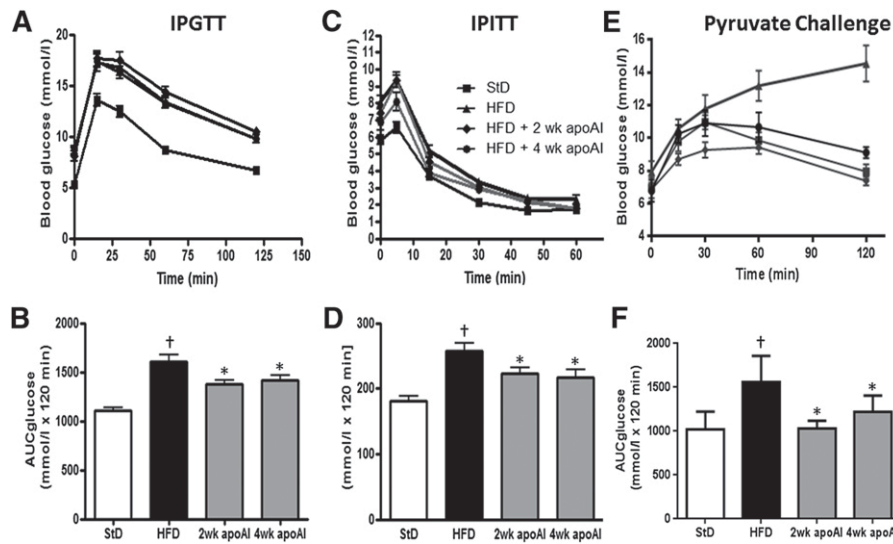 A
IPGTT
Blood glucose (mmol/l)
20
15
10
5
0
0 25 50 75 100 125 150
Time (min)
C
IPITT
Blood glucose (mmol/l)
12
11
10
9
8
7
6
5
4
3
2
1
0
0 10 20 30 40 50 60
Time (min)
StD
HFD
HFD + 2 wk apoAI
HFD + 4 wk apoAI
E
Pyruvate Challenge
Blood glucose (mmol/l)
16
14
12
10
8
6
4
0 30 60 90 120
Time (min)
B
AUCglucose
(mmol/l x 120 min)
2000
1500
1000
500
0
† * *
StD HFD 2wk apoAI 4wk apoAI
D
(mmol/l x 120 min]
300
200
100
0
† * *
StD HFD 2wk apoAI 4wk apoAI
F
AUCglucose
(mmol/l x 120 min)
2000
1500
1000
500
0
† * *
StD HFD 2wk apoAI 4wk apoAI